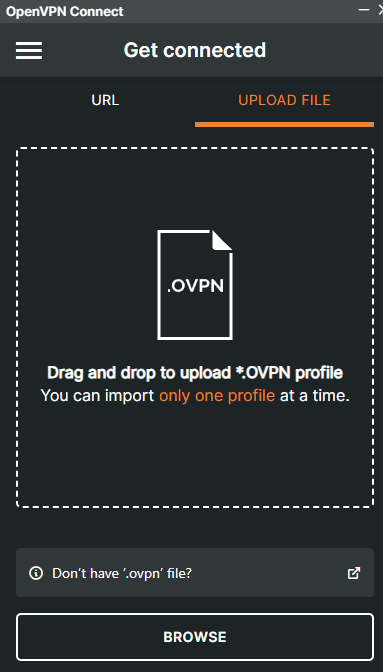 OpenVPN Connect
Get connected
URL
UPLOAD FILE
.OVPN
Drag and drop to upload *.OVPN profile
You can import only one profile at a time.
Don't have '.ovpn' file?
BROWSE